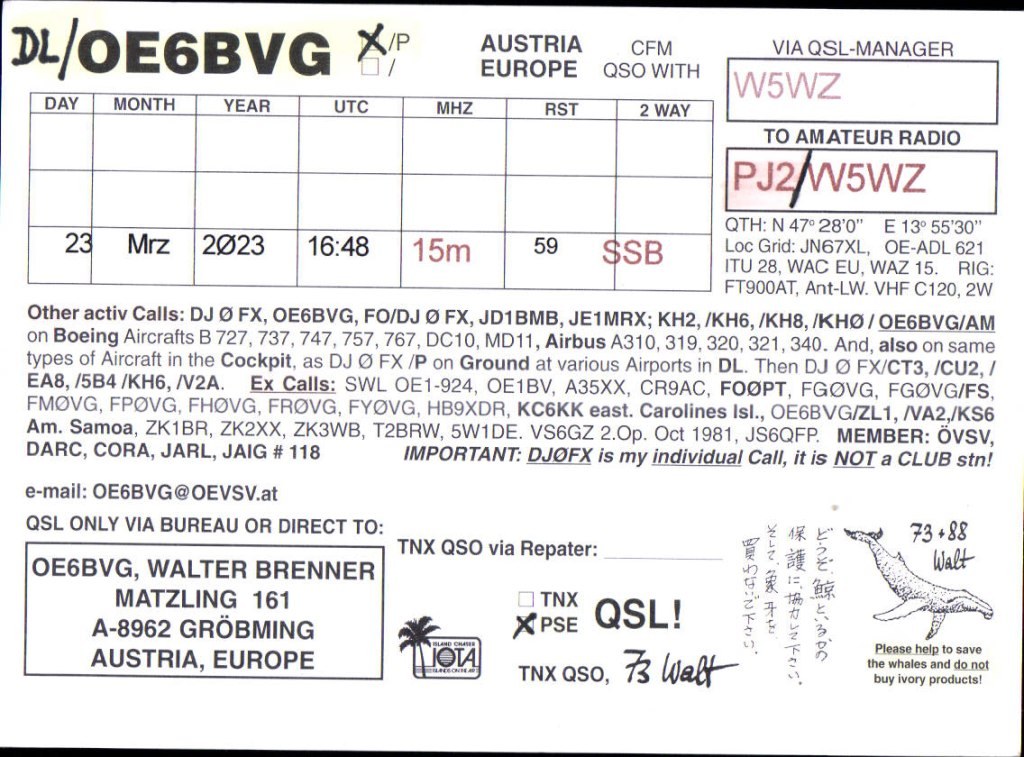 DL/OE6BVG X/P
/
AUSTRIA
EUROPE
CFM
QSO WITH
VIA QSL-MANAGER
W5WZ
TO AMATEUR RADIO
PJ2/W5WZ
DAY MONTH YEAR UTC MHZ RST 2 WAY
23 Mrz 2Ø23 16:48 15m 59 SSB
QTH: N 47° 28'0" E 13° 55'30"
Loc Grid: JN67XL, OE-ADL 621
ITU 28, WAC EU, WAZ 15. RIG:
FT900AT, Ant-LW. VHF C120, 2W
Other activ Calls: DJ Ø FX, OE6BVG, FO/DJ Ø FX, JD1BMB, JE1MRX; KH2, /KH6, /KH8, /KHØ / OE6BVG/AM
on Boeing Aircrafts B 727, 737, 747, 757, 767, DC10, MD11, Airbus A310, 319, 320, 321, 340. And, also on same
types of Aircraft in the Cockpit, as DJ Ø FX /P on Ground at various Airports in DL. Then DJ Ø FX/CT3, /CU2, /
EA8, /5B4 /KH6, /V2A. Ex Calls: SWL OE1-924, OE1BV, A35XX, CR9AC, FOØPT, FGØVG, FGØVG/FS,
FMØVG, FPØVG, FHØVG, FRØVG, FYØVG, HB9XDR, KC6KK east. Carolines Isl., OE6BVG/ZL1, /VA2,/KS6
Am. Samoa, ZK1BR, ZK2XX, ZK3WB, T2BRW, 5W1DE. VS6GZ 2.Op. Oct 1981, JS6QFP. MEMBER: ÖVSV,
DARC, CORA, JARL, JAIG # 118 IMPORTANT: DJØFX is my individual Call, it is NOT a CLUB stn!
e-mail: OE6BVG@OEVSV.at
QSL ONLY VIA BUREAU OR DIRECT TO:
OE6BVG, WALTER BRENNER
MATZLING 161
A-8962 GRÖBMING
AUSTRIA, EUROPE
TNX QSO via Repater:
TNX
X PSE
QSL!
ISLAND CHASER
IOTA
ISLANDS ON THE AIR
TNX QSO, 73 Walt
どうぞ、鯨といるかの
保護に、協力して下さい。
そして、象牙を
買わないで下さい。
73 + 88
Walt
Please help to save
the whales and do not
buy ivory products!